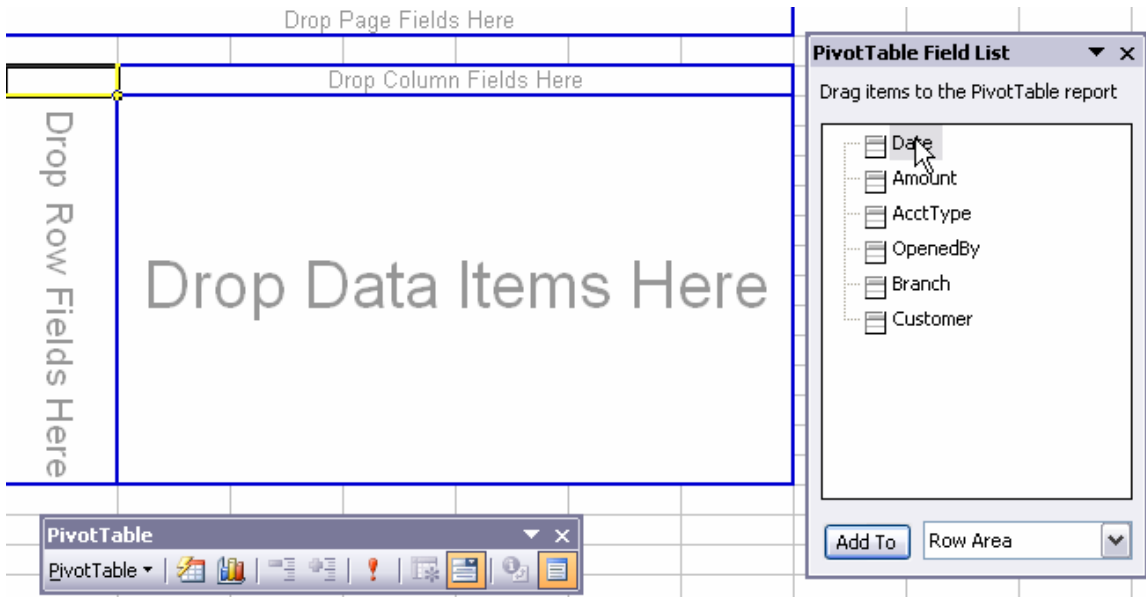 Drop Page Fields Here
Drop Column Fields Here
Drop Row Fields Here
Drop Data Items Here
PivotTable Field List
Drag items to the PivotTable report
Date
Amount
AcctType
OpenedBy
Branch
Customer
Add To
Row Area
PivotTable
PivotTable